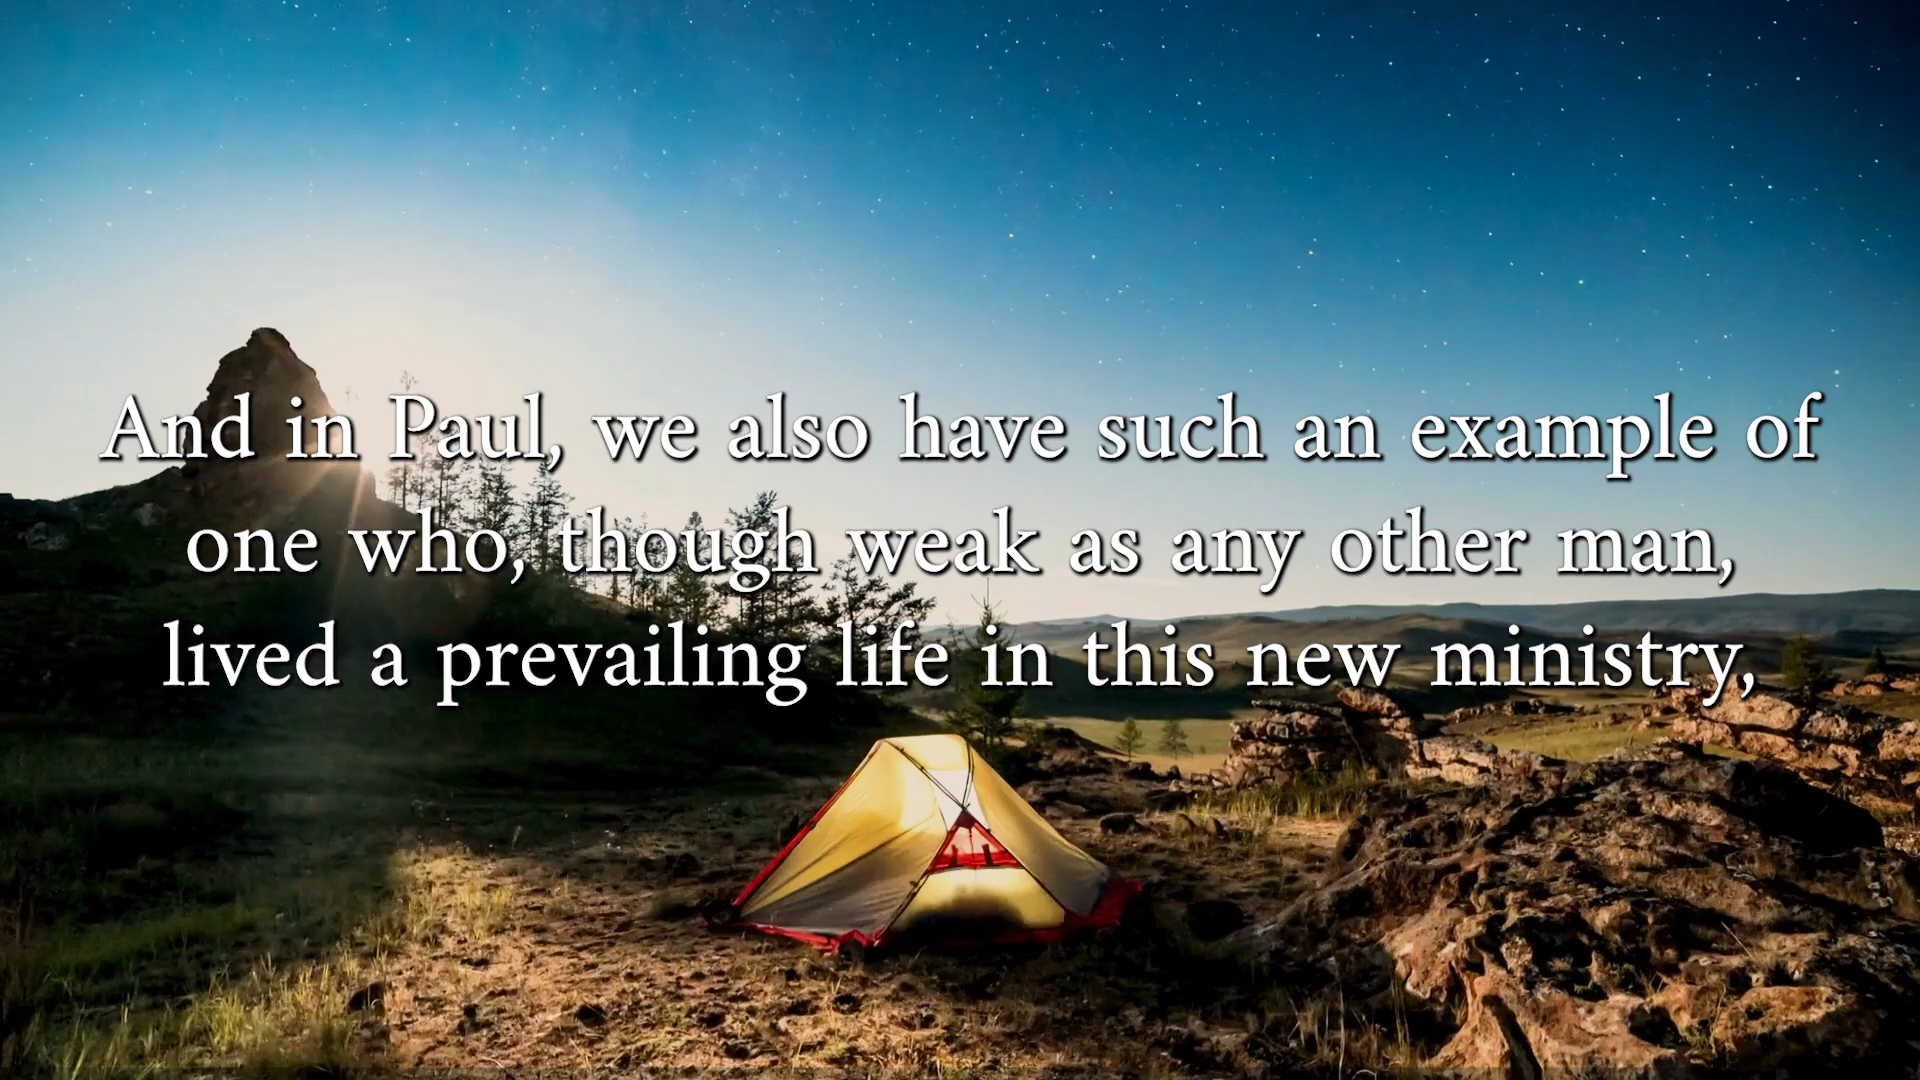 And in Paul, we also have such an example of
one who, though weak as any other man,
lived a prevailing life in this new ministry,